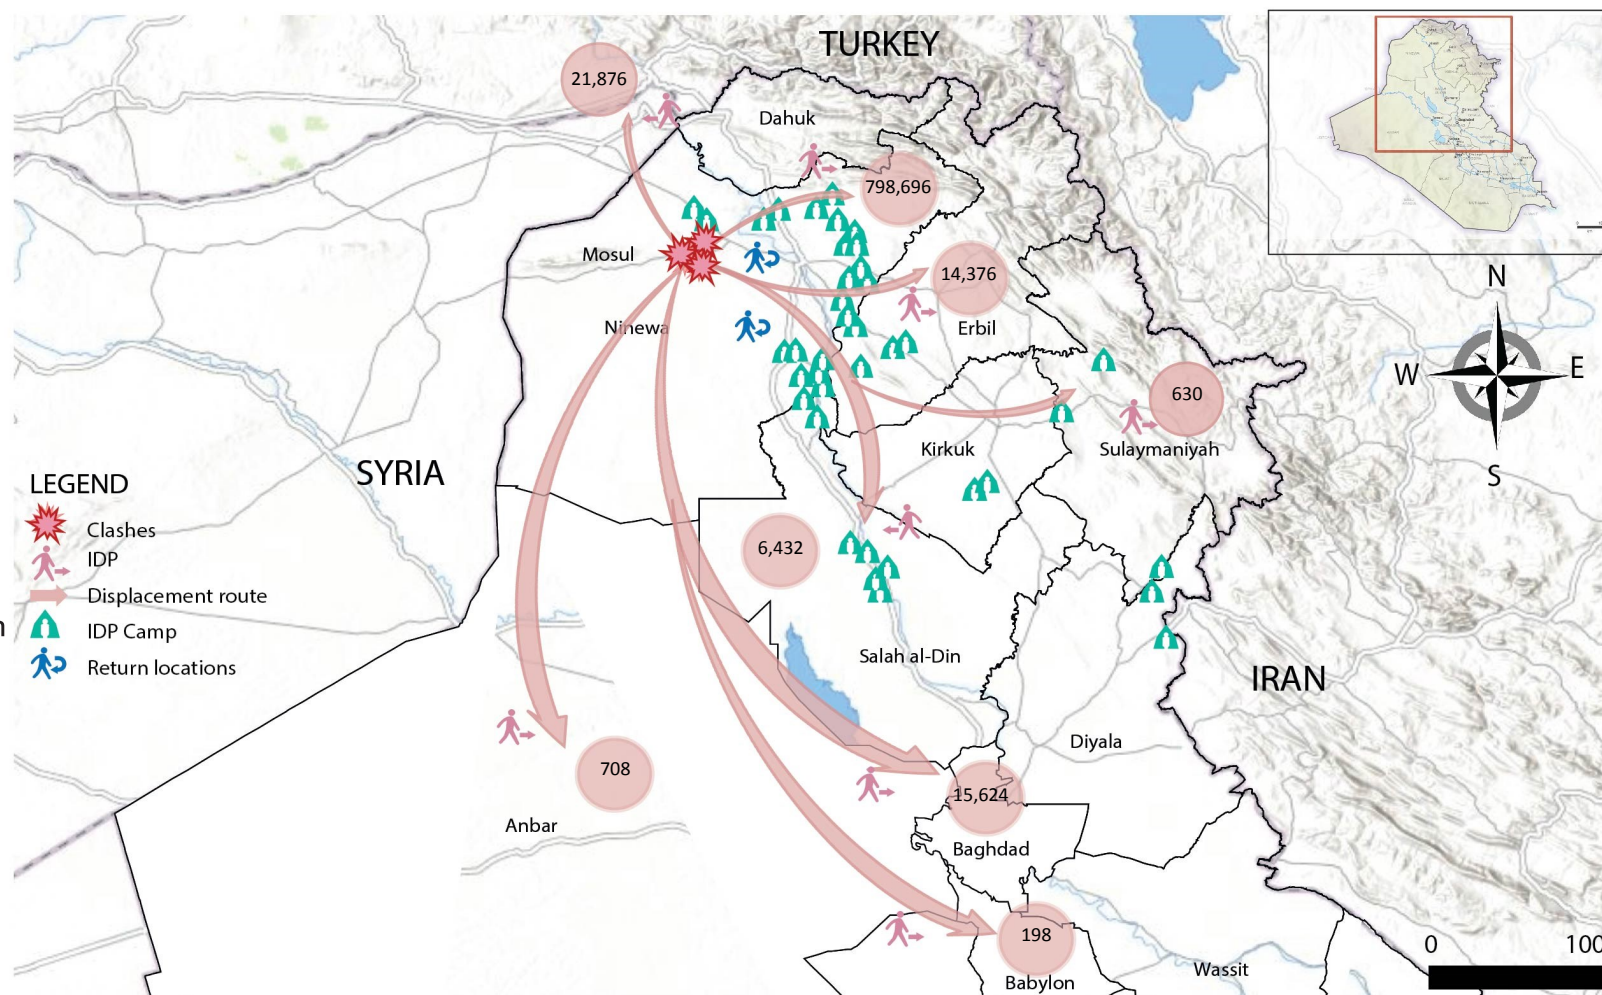 TURKEY
21,876
Dahuk
798,696
Mosul
14,376
N
Ninewa
Erbil
W
E
630
SYRIA
Kirkuk
Sulaymaniyah
S
LEGEND
Clashes
IDP
Displacement route
IDP Camp
Return locations
6,432
Salah al-Din
IRAN
Diyala
708
15,624
Anbar
Baghdad
198
0
100
Wassit
Babylon